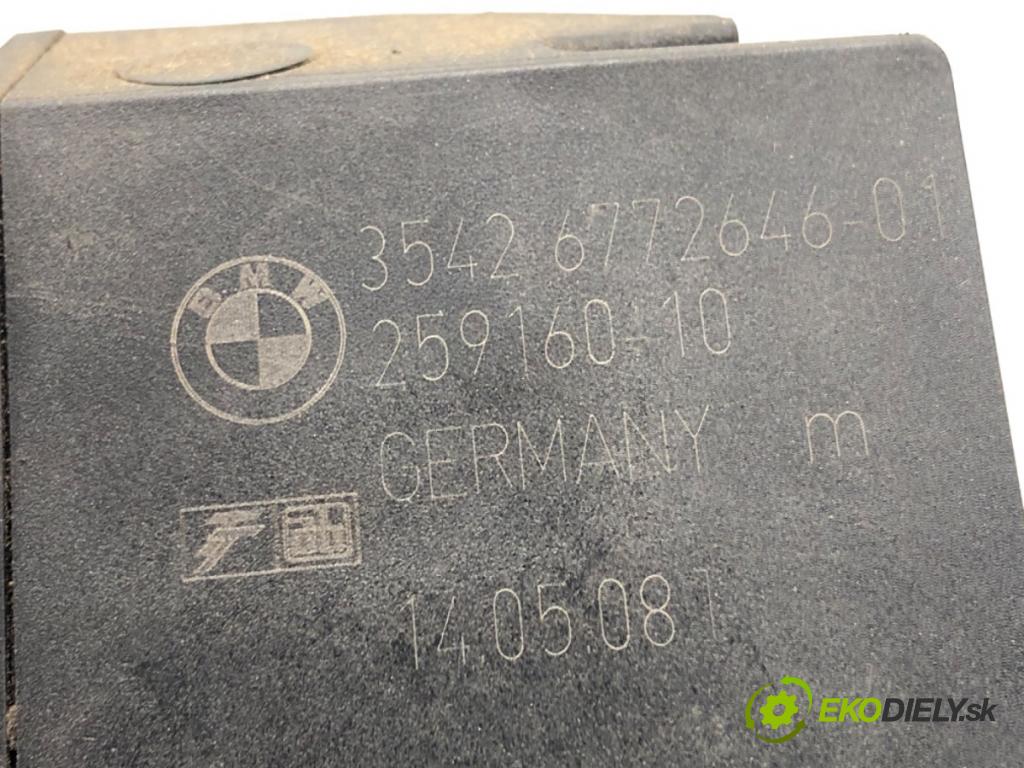 3542 6772646-01
BMW
259160-10
GERMANY m
14.05.08 1
EKODIELY.sk